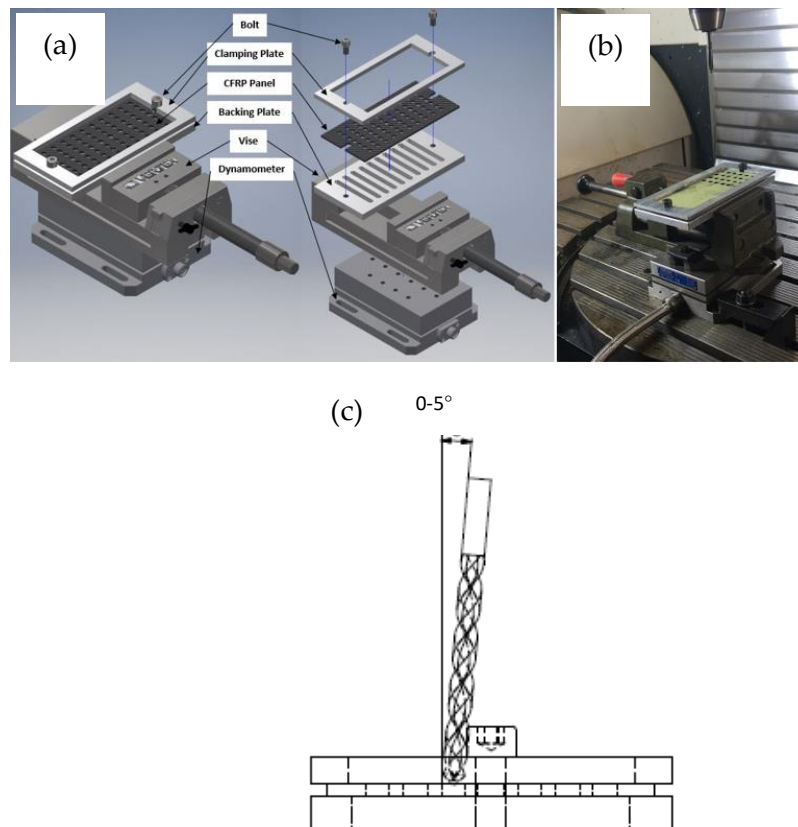 (a)
Bolt
Clamping Plate
CFRP Panel
Backing Plate
Vise
Dynamometer
(b)
(c)
0-5°